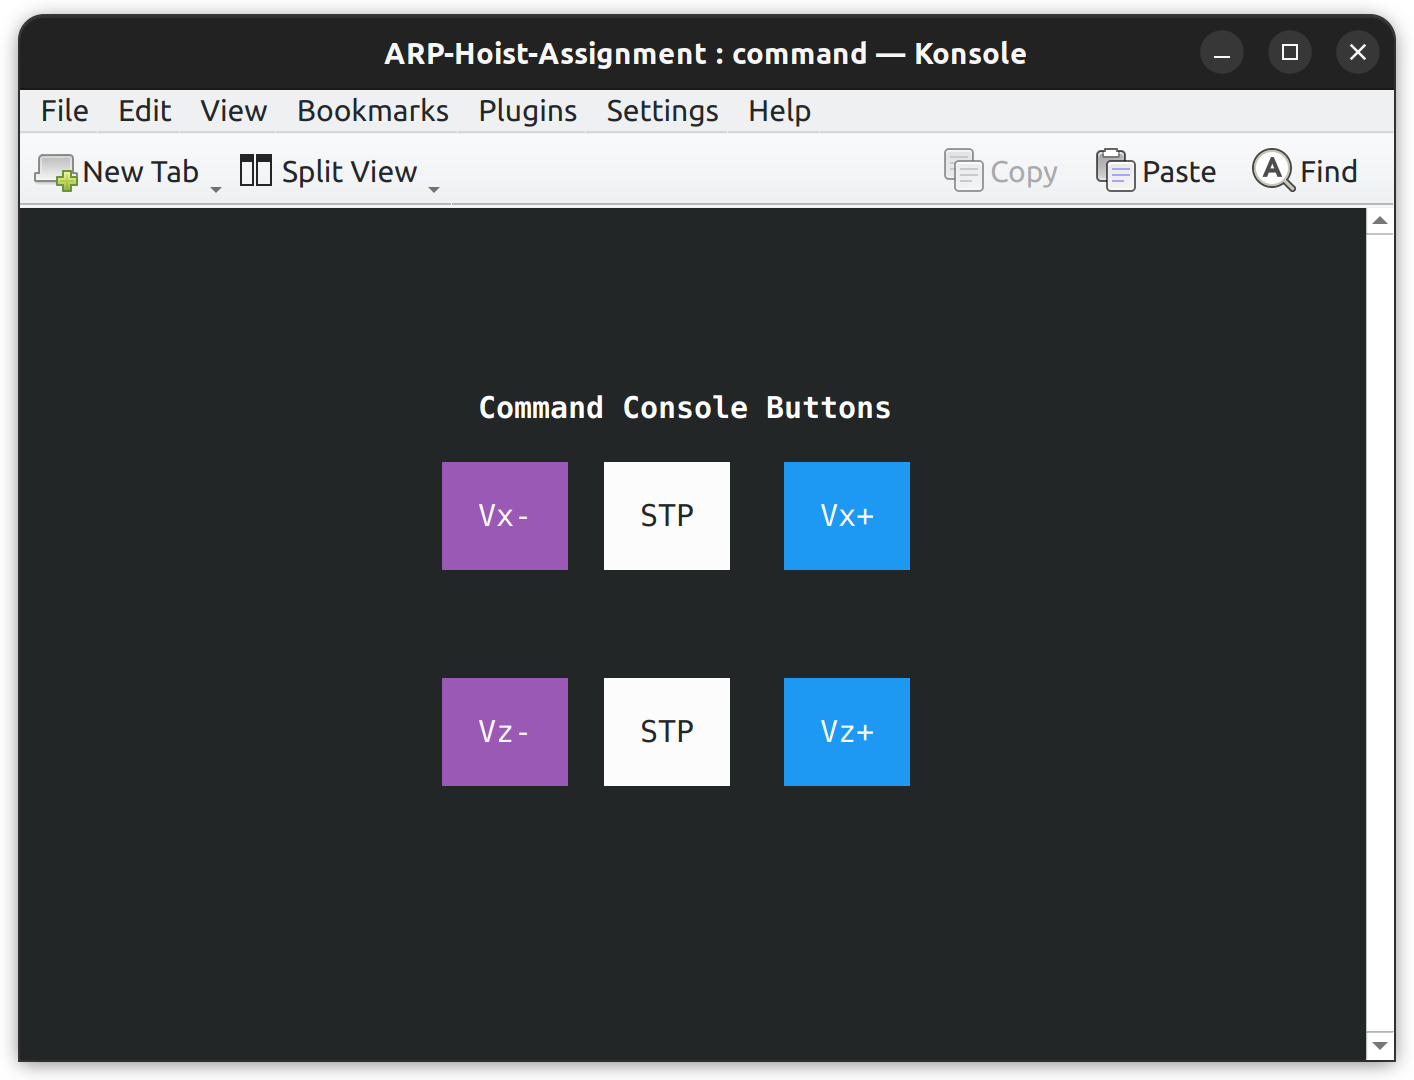 ARP-Hoist-Assignment : command — Konsole
File Edit View Bookmarks Plugins Settings Help
New Tab Split View Copy Paste Find
Command Console Buttons
Vx- STP Vx+
Vz- STP Vz+